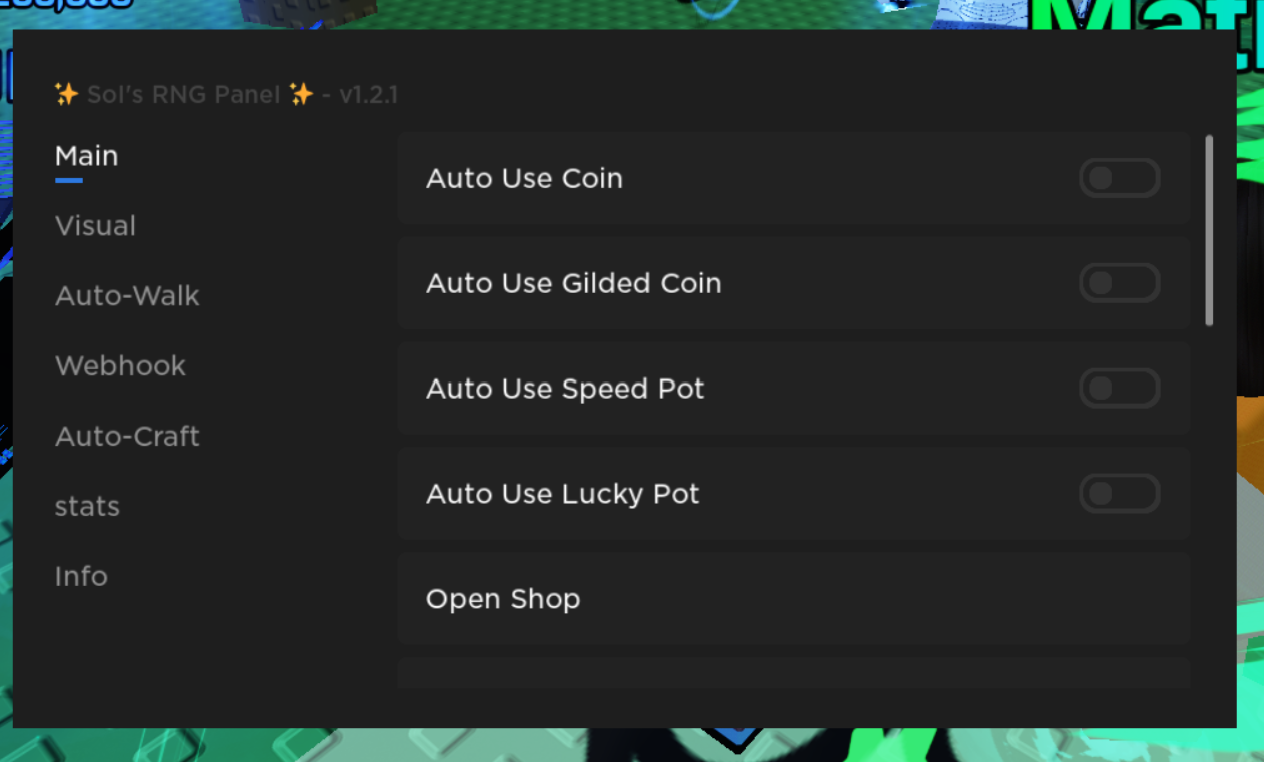 ✨ Sol's RNG Panel ✨ - v1.2.1
Main
Visual
Auto-Walk
Webhook
Auto-Craft
stats
Info
Auto Use Coin
Auto Use Gilded Coin
Auto Use Speed Pot
Auto Use Lucky Pot
Open Shop